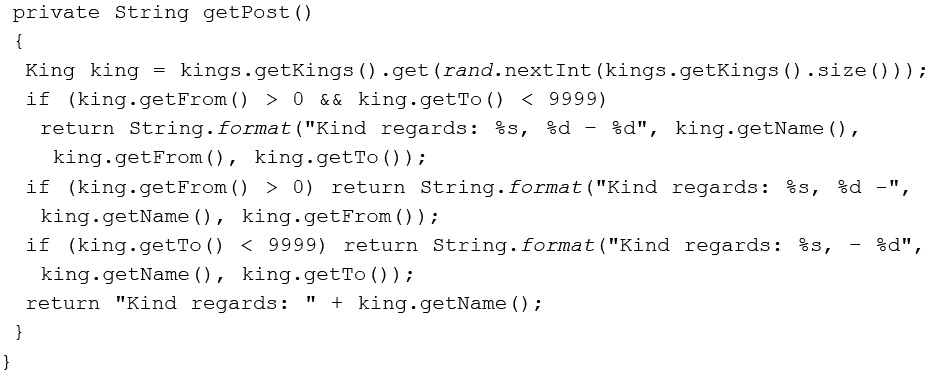 private String getPost()
{
King king = kings.getKings().get(rand.nextInt(kings.getKings().size()));
if (king.getFrom() > 0 && king.getTo() < 9999)
return String.format("Kind regards: %s, %d – %d", king.getName(),
king.getFrom(), king.getTo());
if (king.getFrom() > 0) return String.format("Kind regards: %s, %d -",
king.getName(), king.getFrom());
if (king.getTo() < 9999) return String.format("Kind regards: %s, – %d",
king.getName(), king.getTo());
return "Kind regards: " + king.getName();
}
}